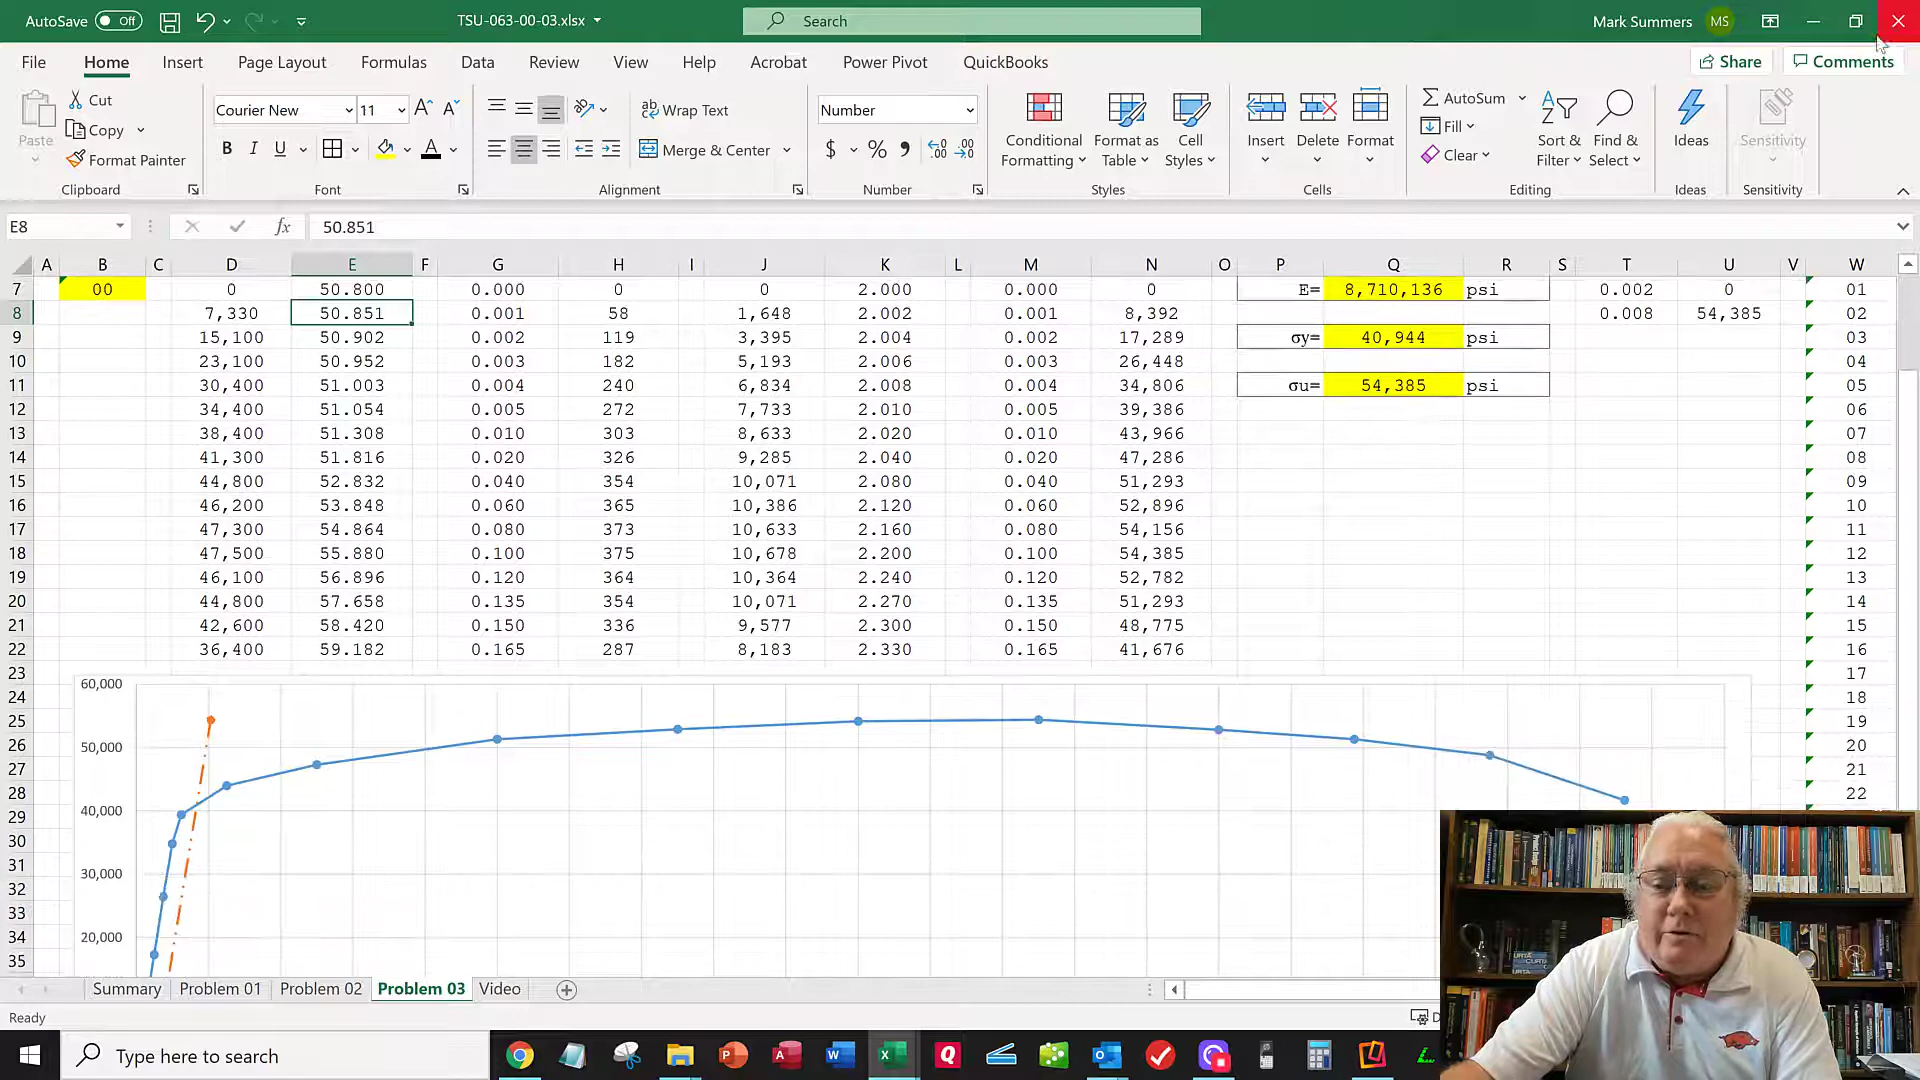 AutoSave Off TSU-063-00-03.xlsx Search Mark Summers MS
File Home Insert Page Layout Formulas Data Review View Help Acrobat Power Pivot QuickBooks Share Comments
Paste Cut Copy Format Painter Clipboard
Courier New 11 B I U Font
Wrap Text Merge & Center Alignment
Number $ % Number
Conditional Formatting Format as Table Cell Styles Styles
Insert Delete Format Cells
AutoSum Fill Clear Sort & Filter Find & Select Editing
Ideas Ideas
Sensitivity Sensitivity
E8 fx 50.851
A B C D E F G H I J K L M N O P Q R S T U V W
7 00 0 50.800 0.000 0 0 2.000 0.000 0 E= 8,710,136 psi 0.002 0 01
8 7,330 50.851 0.001 58 1,648 2.002 0.001 8,392 0.008 54,385 02
9 15,100 50.902 0.002 119 3,395 2.004 0.002 17,289 σy= 40,944 psi 03
10 23,100 50.952 0.003 182 5,193 2.006 0.003 26,448 04
11 30,400 51.003 0.004 240 6,834 2.008 0.004 34,806 σu= 54,385 psi 05
12 34,400 51.054 0.005 272 7,733 2.010 0.005 39,386 06
13 38,400 51.308 0.010 303 8,633 2.020 0.010 43,966 07
14 41,300 51.816 0.020 326 9,285 2.040 0.020 47,286 08
15 44,800 52.832 0.040 354 10,071 2.080 0.040 51,293 09
16 46,200 53.848 0.060 365 10,386 2.120 0.060 52,896 10
17 47,300 54.864 0.080 373 10,633 2.160 0.080 54,156 11
18 47,500 55.880 0.100 375 10,678 2.200 0.100 54,385 12
19 46,100 56.896 0.120 364 10,364 2.240 0.120 52,782 13
20 44,800 57.658 0.135 354 10,071 2.270 0.135 51,293 14
21 42,600 58.420 0.150 336 9,577 2.300 0.150 48,775 15
22 36,400 59.182 0.165 287 8,183 2.330 0.165 41,676 16
23 17
24 60,000 18
25 19
26 50,000 20
27 21
28 22
29 40,000
30
31 30,000
32
33
34 20,000
35
Summary Problem 01 Problem 02 Problem 03 Video
Ready
Type here to search